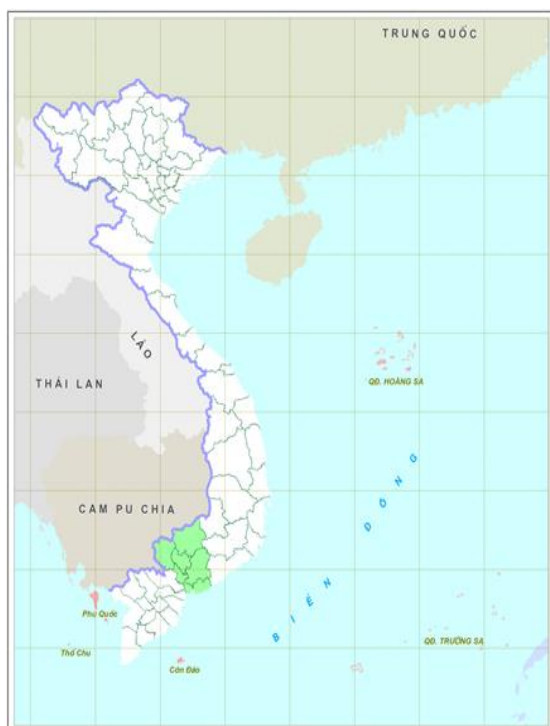 TRUNG QUỐC
LÀO
THÁI LAN
QĐ. HOÀNG SA
CAM PU CHIA
BIỂN ĐÔNG
Phú Quốc
QĐ. TRƯỜNG SA
Thổ Chu
Côn Đảo